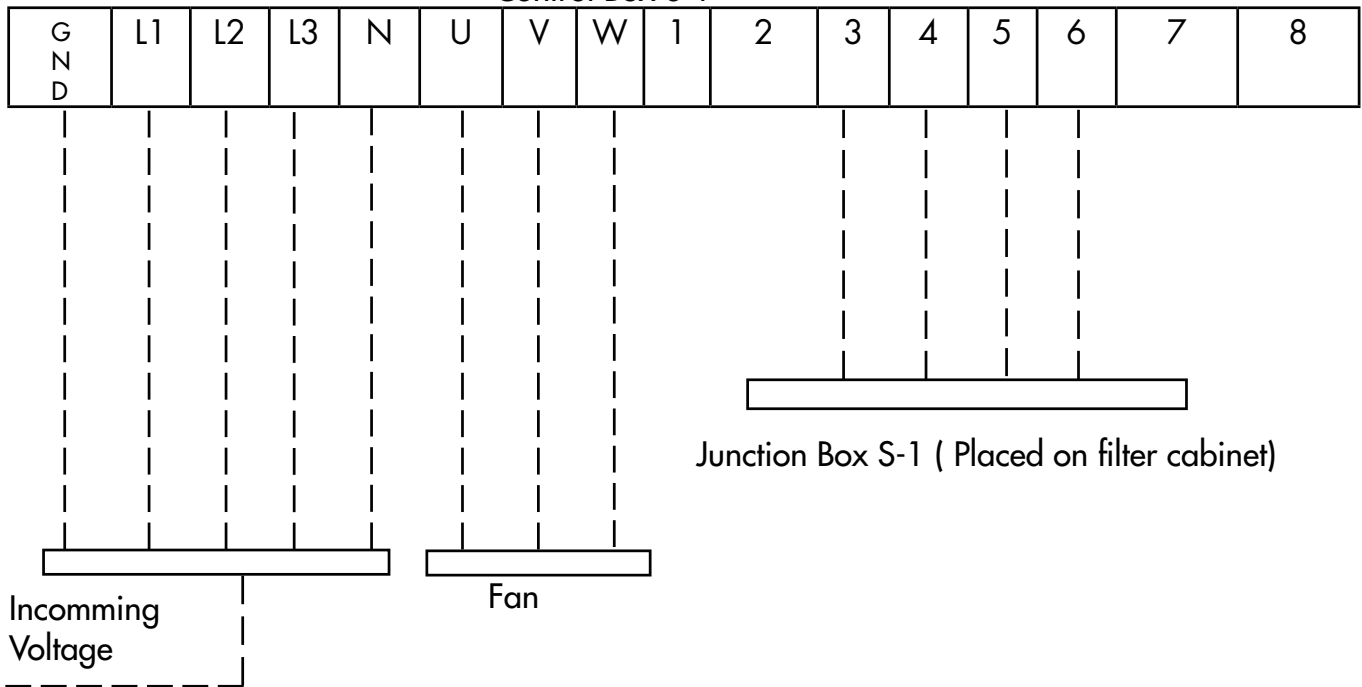 G
N
D
L1 L2 L3 N U V W 1 2 3 4 5 6 7 8
Junction Box S-1 ( Placed on filter cabinet)
Incomming
Voltage
Fan